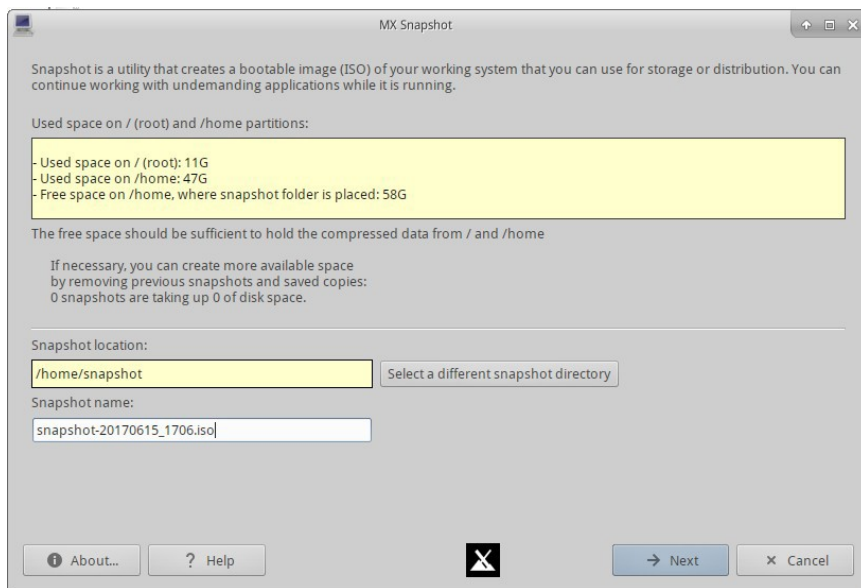 MX Snapshot
Snapshot is a utility that creates a bootable image (ISO) of your working system that you can use for storage or distribution. You can
continue working with undemanding applications while it is running.
Used space on / (root) and /home partitions:
- Used space on / (root): 11G
- Used space on /home: 47G
- Free space on /home, where snapshot folder is placed: 58G
The free space should be sufficient to hold the compressed data from / and /home
If necessary, you can create more available space
by removing previous snapshots and saved copies:
0 snapshots are taking up 0 of disk space.
Snapshot location:
/home/snapshot
Select a different snapshot directory
Snapshot name:
snapshot-20170615_1706.iso
About...
? Help
Next
Cancel